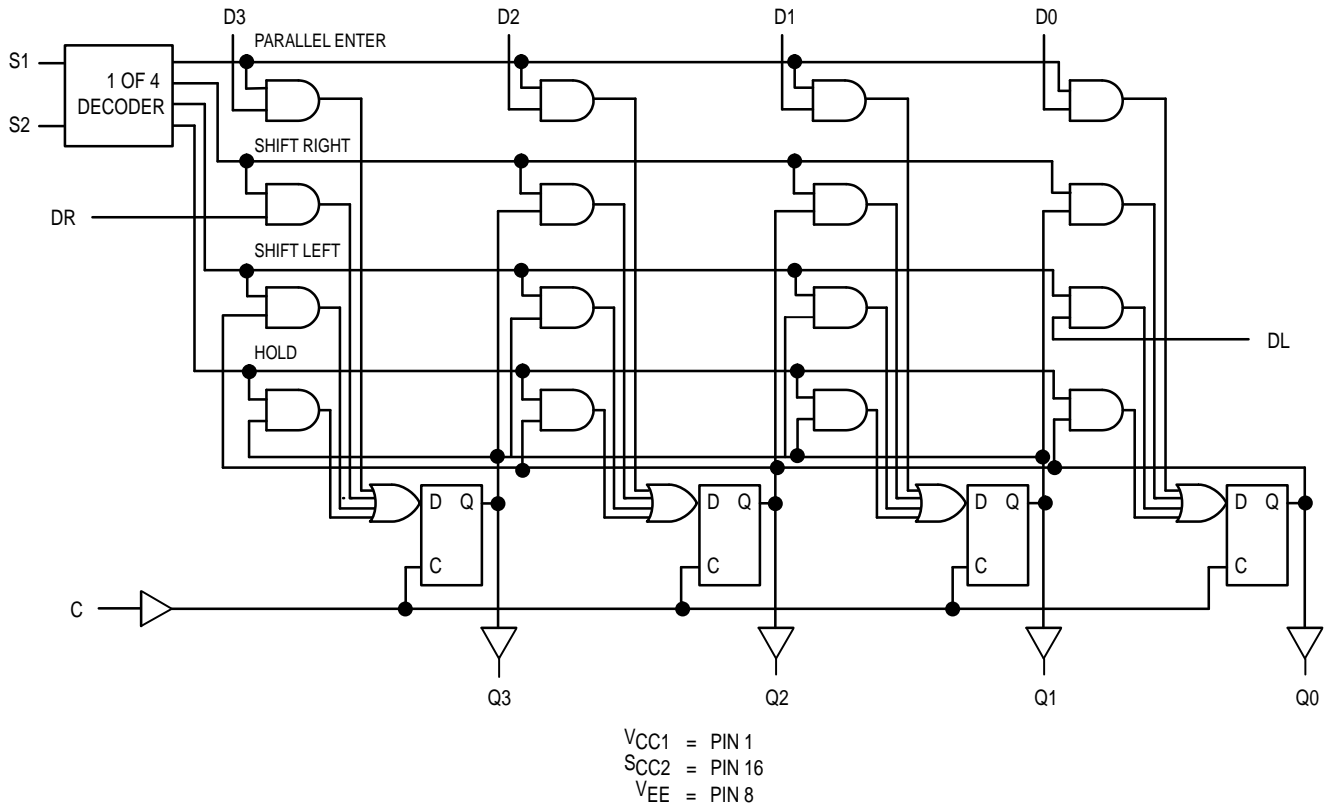 D3 D2 D1 D0
PARALLEL ENTER
S1
1 OF 4
DECODER
S2
SHIFT RIGHT
DR
SHIFT LEFT
DL
HOLD
D Q D Q D Q D Q
C C C C
C
Q3 Q2 Q1 Q0
VCC1 = PIN 1
SCC2 = PIN 16
VEE = PIN 8